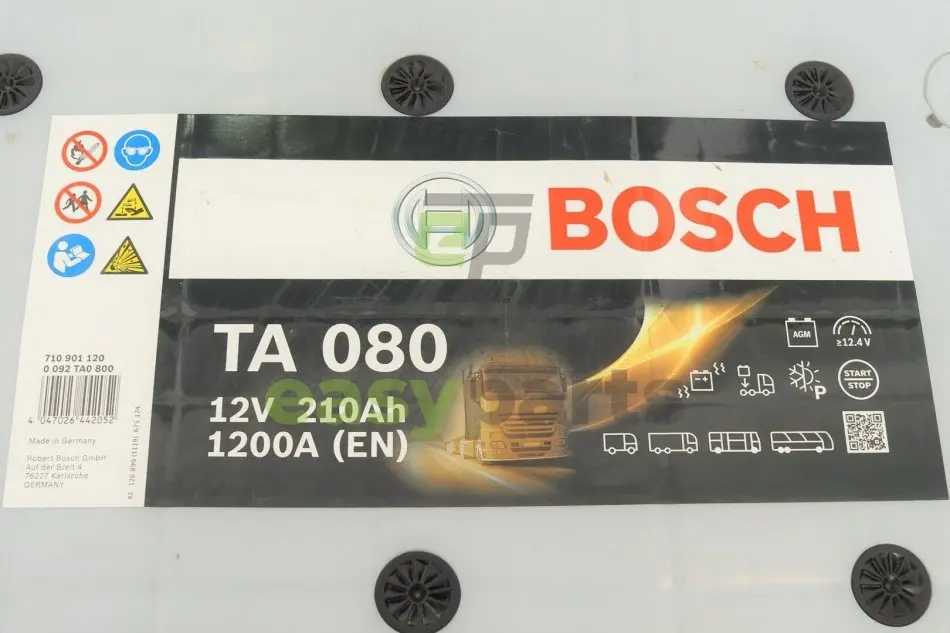 BOSCH
TA 080
12V 210Ah
1200A (EN)
AGM
≥12.4 V
P
START
STOP
710 901 120
0 092 TA0 800
4 047026 442052
Made in Germany
Robert Bosch GmbH
Auf der Breit 4
76227 Karlsruhe
GERMANY
easyparts